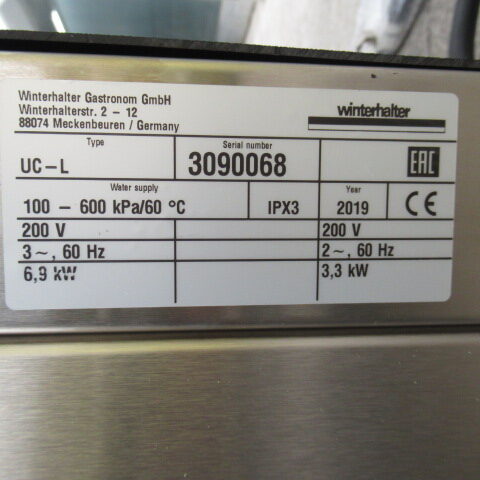 Winterhalter Gastronom GmbH
Winterhalterstr. 2 - 12
88074 Meckenbeuren / Germany
winterhalter
Type
UC-L
Serial number
3090068
EAC
Water supply
100 - 600 kPa/60 °C
IPX3
Year
2019
CE
200 V
200 V
3~, 60 Hz
2~, 60 Hz
6,9 kW
3,3 kW